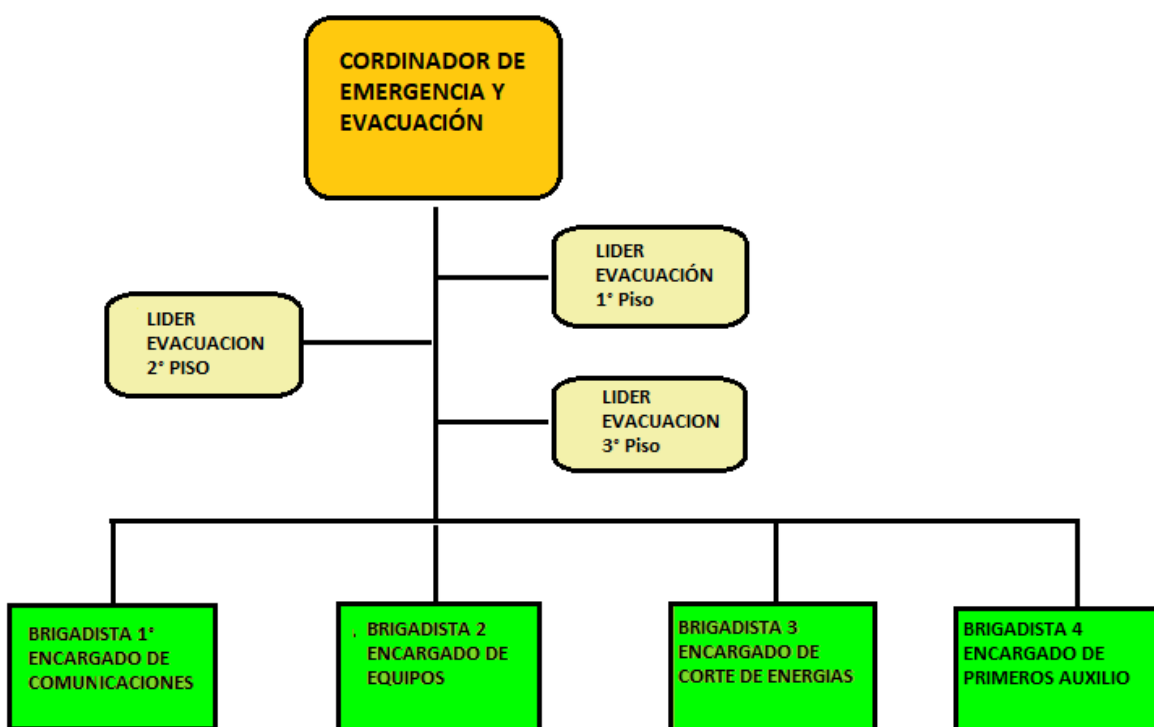 CORDINADOR DE
EMERGENCIA Y
EVACUACIÓN
LIDER
EVACUACIÓN
1° Piso
LIDER
EVACUACION
2° PISO
LIDER
EVACUACION
3° Piso
BRIGADISTA 1°
ENCARGADO DE
COMUNICACIONES
. BRIGADISTA 2
ENCARGADO DE
EQUIPOS
BRIGADISTA 3
ENCARGADO DE
CORTE DE ENERGIAS
BRIGADISTA 4
ENCARGADO DE
PRIMEROS AUXILIO